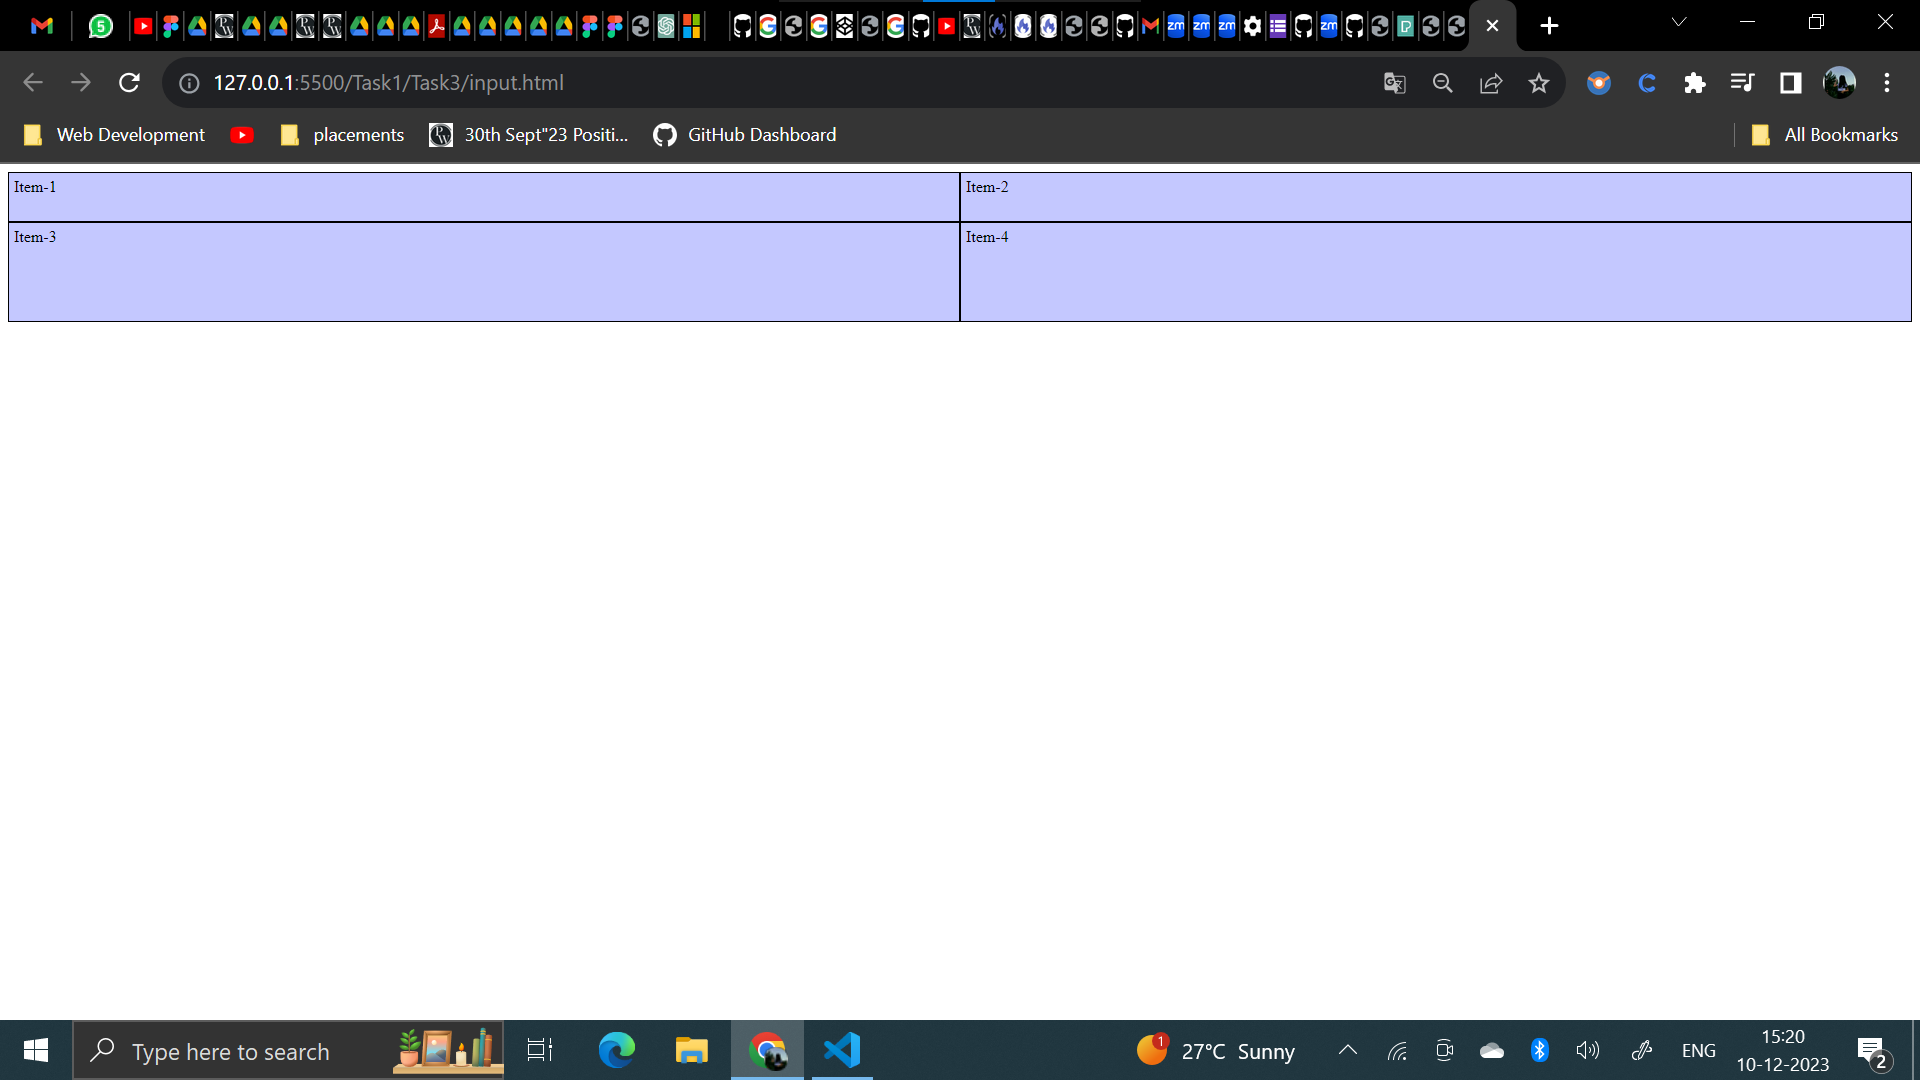 5
127.0.0.1:5500/Task1/Task3/input.html
Web Development
placements
30th Sept"23 Positi...
GitHub Dashboard
All Bookmarks
Item-1
Item-2
Item-3
Item-4
Type here to search
1
27°C Sunny
ENG
15:20
10-12-2023
2